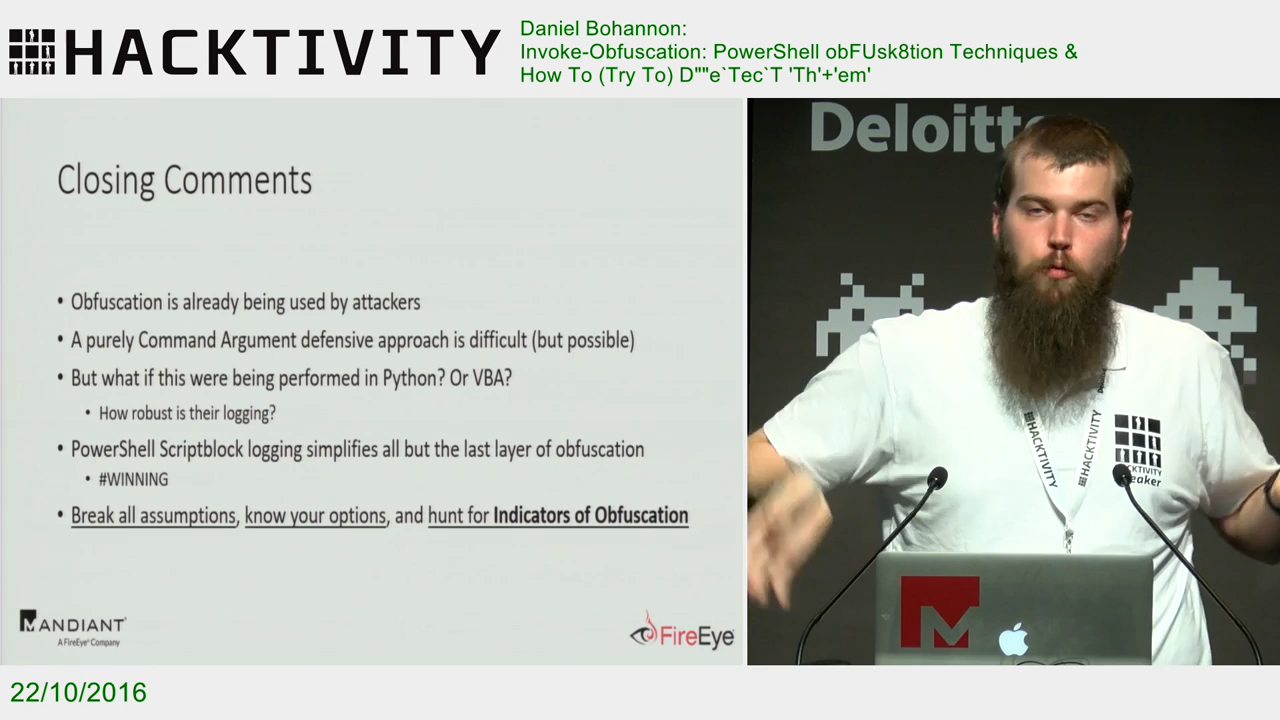 HACKTIVITY
Daniel Bohannon:
Invoke-Obfuscation: PowerShell obFUsk8tion Techniques &
How To (Try To) D""e`Tec`T 'Th'+'em'
Closing Comments
• Obfuscation is already being used by attackers
• A purely Command Argument defensive approach is difficult (but possible)
• But what if this were being performed in Python? Or VBA?
• How robust is their logging?
• PowerShell Scriptblock logging simplifies all but the last layer of obfuscation
• #WINNING
• Break all assumptions, know your options, and hunt for Indicators of Obfuscation
MANDIANT
A FireEye® Company
FireEye
Deloitt
HACKTIVITY
HACKTIVITY
CKTIVITY
eaker
22/10/2016